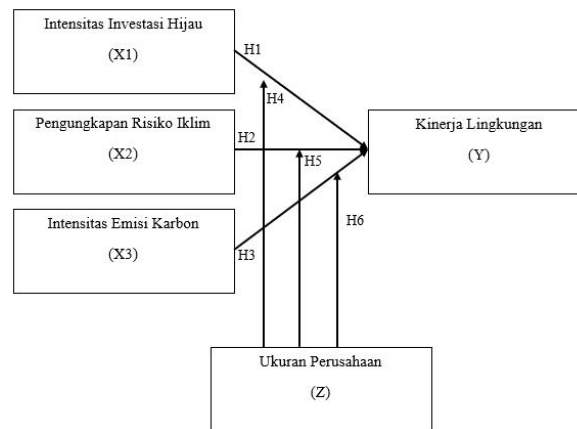 Intensitas Investasi Hijau
(X1)
H1
H4
Pengungkapan Risiko Iklim
(X2)
H2
H5
Kinerja Lingkungan
(Y)
Intensitas Emisi Karbon
(X3)
H3
H6
Ukuran Perusahaan
(Z)